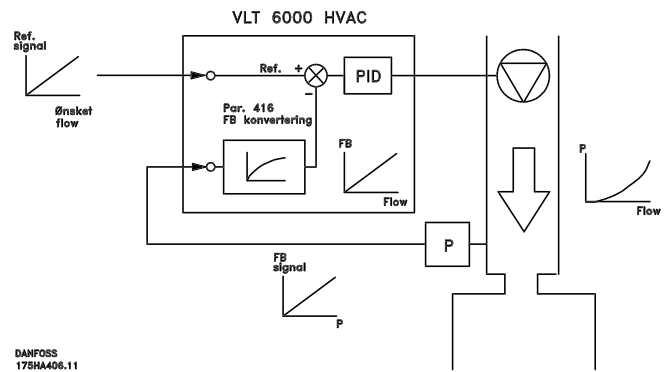 VLT 6000 HVAC
Ref.
signal
Ønsket
flow
Ref.
+
−
PID
Par. 416
FB konvertering
FB
Flow
P
Flow
P
FB
signal
P
DANFOSS
175HA406.11